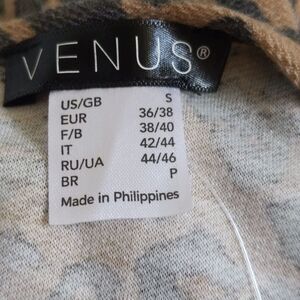 VENUS®
US/GB S
EUR 36/38
F/B 38/40
IT 42/44
RU/UA 44/46
BR P
Made in Philippines